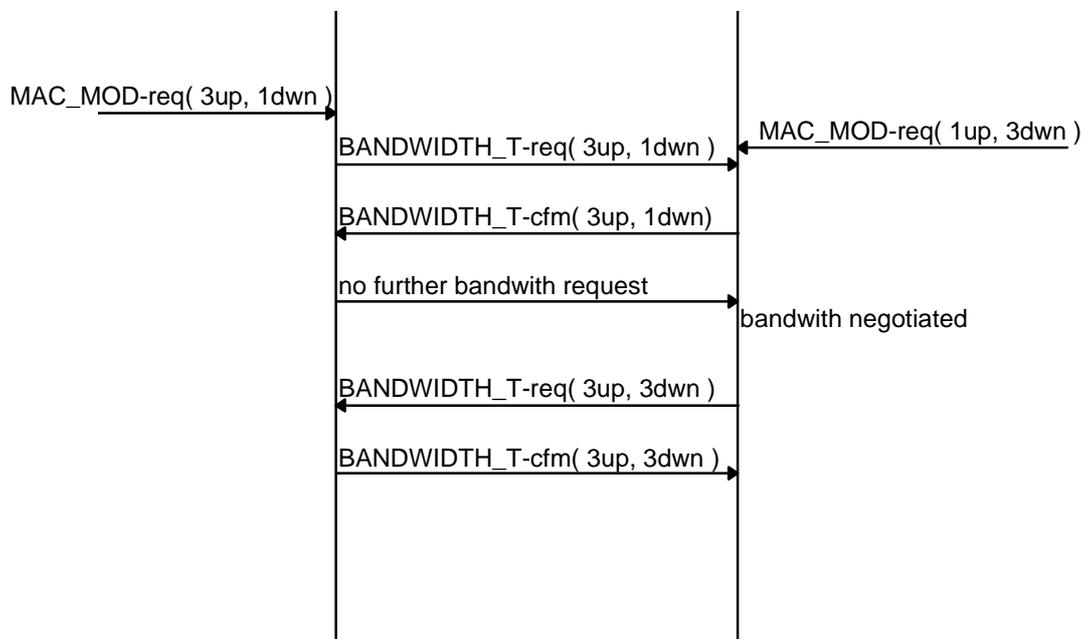 MAC_MOD-req( 3up, 1dwn )
MAC_MOD-req( 1up, 3dwn )
BANDWIDTH_T-req( 3up, 1dwn )
BANDWIDTH_T-cfm( 3up, 1dwn)
no further bandwith request
bandwith negotiated
BANDWIDTH_T-req( 3up, 3dwn )
BANDWIDTH_T-cfm( 3up, 3dwn )